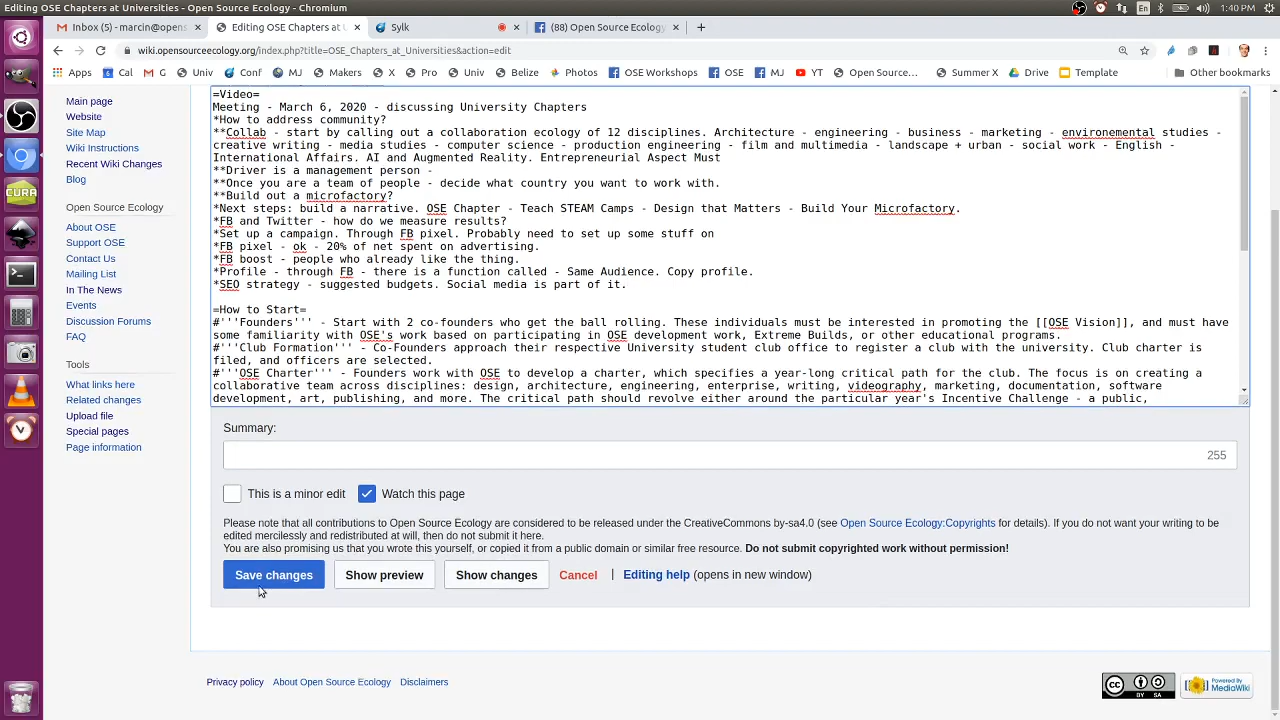 Editing OSE Chapters at Universities - Open Source Ecology - Chromium
En 1:40 PM
Inbox (5) - marcin@opens
Editing OSE Chapters at U
Sylk
(88) Open Source Ecology
wiki.opensourceecology.org/index.php?title=OSE_Chapters_at_Universities&action=edit
Apps Cal G Univ Conf MJ Makers X Pro Univ Belize Photos OSE Workshops OSE MJ YT Open Source... Summer X Drive Template Other bookmarks
Main page
Website
Site Map
Wiki Instructions
Recent Wiki Changes
Blog
Open Source Ecology
About OSE
Support OSE
Contact Us
Mailing List
In The News
Events
Discussion Forums
FAQ
Tools
What links here
Related changes
Upload file
Special pages
Page information
=Video=
Meeting - March 6, 2020 - discussing University Chapters
*How to address community?
**Collab - start by calling out a collaboration ecology of 12 disciplines. Architecture - engineering - business - marketing - environemental studies -
creative writing - media studies - computer science - production engineering - film and multimedia - landscape + urban - social work - English -
International Affairs. AI and Augmented Reality. Entrepreneurial Aspect Must
**Driver is a management person -
**Once you are a team of people - decide what country you want to work with.
**Build out a microfactory?
*Next steps: build a narrative. OSE Chapter - Teach STEAM Camps - Design that Matters - Build Your Microfactory.
*FB and Twitter - how do we measure results?
*Set up a campaign. Through FB pixel. Probably need to set up some stuff on
*FB pixel - ok - 20% of net spent on advertising.
*FB boost - people who already like the thing.
*Profile - through FB - there is a function called - Same Audience. Copy profile.
*SEO strategy - suggested budgets. Social media is part of it.
=How to Start=
#'''Founders''' - Start with 2 co-founders who get the ball rolling. These individuals must be interested in promoting the [[OSE Vision]], and must have
some familiarity with OSE's work based on participating in OSE development work, Extreme Builds, or other educational programs.
#'''Club Formation''' - Co-Founders approach their respective University student club office to register a club with the university. Club charter is
filed, and officers are selected.
#'''OSE Charter''' - Founders work with OSE to develop a charter, which specifies a year-long critical path for the club. The focus is on creating a
collaborative team across disciplines: design, architecture, engineering, enterprise, writing, videography, marketing, documentation, software
development, art, publishing, and more. The critical path should revolve either around the particular year's Incentive Challenge - a public,
Summary:
255
This is a minor edit Watch this page
Please note that all contributions to Open Source Ecology are considered to be released under the CreativeCommons by-sa4.0 (see Open Source Ecology:Copyrights for details). If you do not want your writing to be
edited mercilessly and redistributed at will, then do not submit it here.
You are also promising us that you wrote this yourself, or copied it from a public domain or similar free resource. Do not submit copyrighted work without permission!
Save changes Show preview Show changes Cancel | Editing help (opens in new window)
Privacy policy About Open Source Ecology Disclaimers
CC BY SA
Powered By MediaWiki
CURA